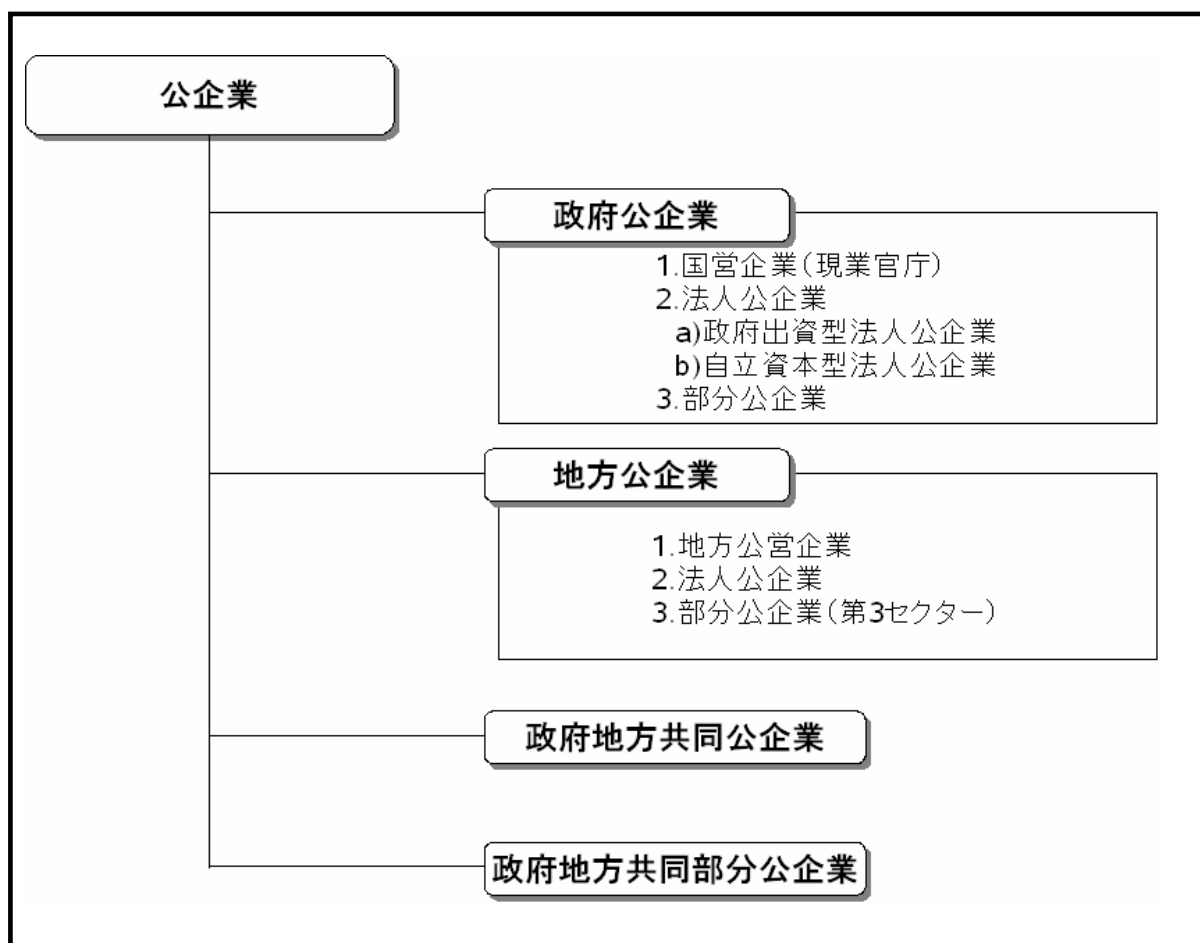 公企業
政府公企業
1.国営企業(現業官庁)
2.法人公企業
a)政府出資型法人公企業
b)自立資本型法人公企業
3.部分公企業
地方公企業
1.地方公営企業
2.法人公企業
3.部分公企業(第3セクター)
政府地方共同公企業
政府地方共同部分公企業